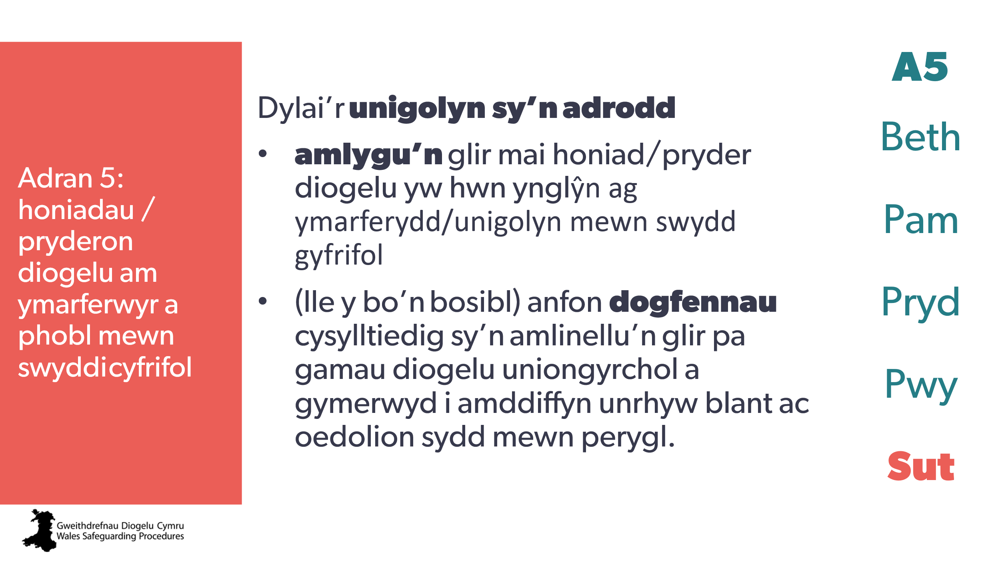 Adran 5:
honiadau /
pryderon
diogelu am
ymarferwyr a
phobl mewn
swyddi cyfrifol
Dylai’r unigolyn sy’n adrodd
• amlygu’n glir mai honiad/pryder
diogelu yw hwn ynglŷn ag
ymarferydd/unigolyn mewn swydd
gyfrifol
• (lle y bo’n bosibl) anfon dogfennau
cysylltiedig sy’n amlinellu’n glir pa
gamau diogelu uniongyrchol a
gymerwyd i amddiffyn unrhyw blant ac
oedolion sydd mewn perygl.
A5
Beth
Pam
Pryd
Pwy
Sut
Gweithdrefnau Diogelu Cymru
Wales Safeguarding Procedures